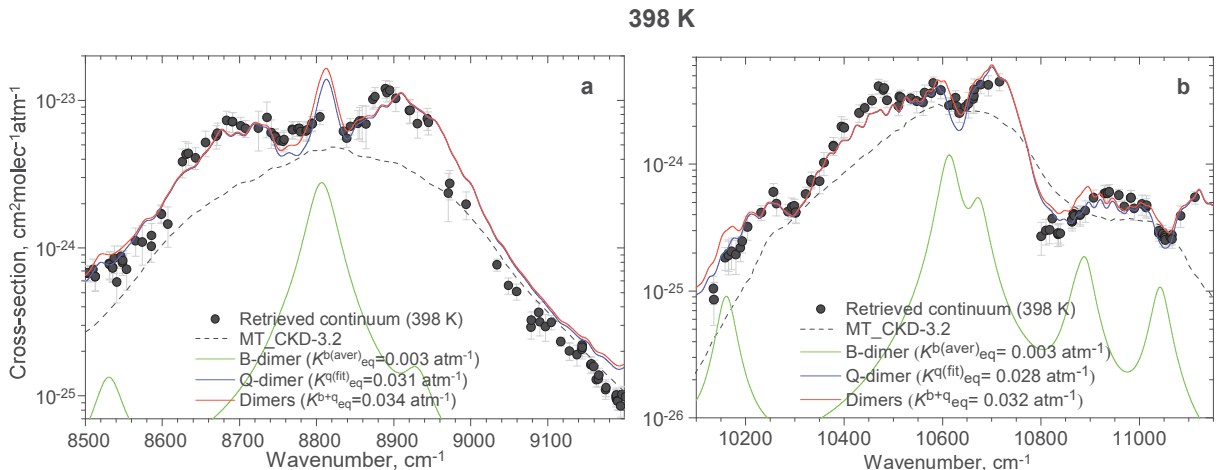 398 K
a
Cross-section, cm²molec⁻¹atm⁻¹
10⁻²³
10⁻²⁴
10⁻²⁵
Retrieved continuum (398 K)
MT_CKD-3.2
B-dimer (K^b(aver)_eq=0.003 atm⁻¹)
Q-dimer (K^q(fit)_eq=0.031 atm⁻¹)
Dimers (K^b+q_eq=0.034 atm⁻¹)
8500 8600 8700 8800 8900 9000 9100
Wavenumber, cm⁻¹
b
10⁻²⁴
10⁻²⁵
10⁻²⁶
Retrieved continuum (398 K)
MT_CKD-3.2
B-dimer (K^b(aver)_eq= 0.003 atm⁻¹)
Q-dimer (K^q(fit)_eq= 0.028 atm⁻¹)
Dimers (K^b+q_eq= 0.032 atm⁻¹)
10200 10400 10600 10800 11000
Wavenumber, cm⁻¹